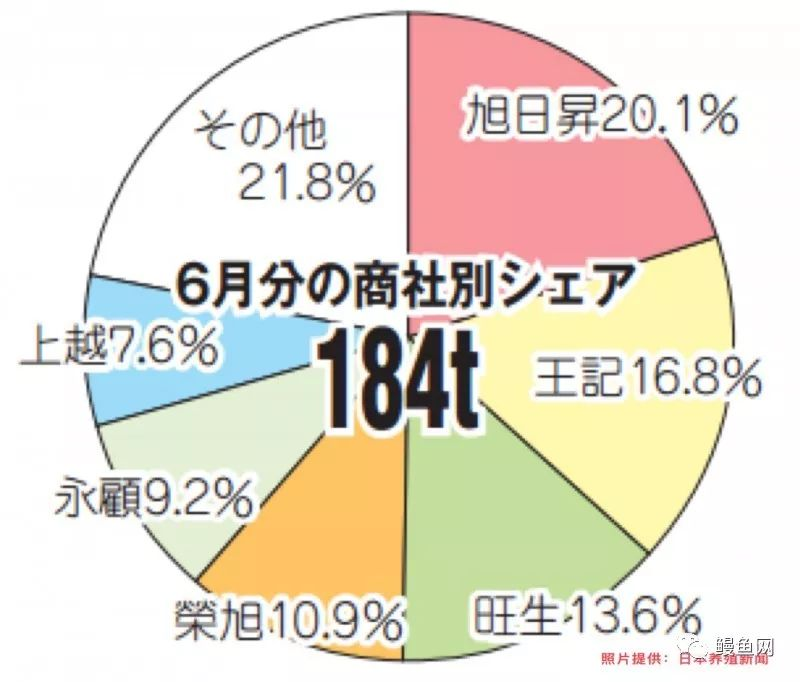 旭日昇20.1%
王記16.8%
旺生13.6%
榮旭10.9%
永顧9.2%
上越7.6%
その他
21.8%
6月分の商社別シェア
184t
鳗鱼网
照片提供：日本养殖新闻